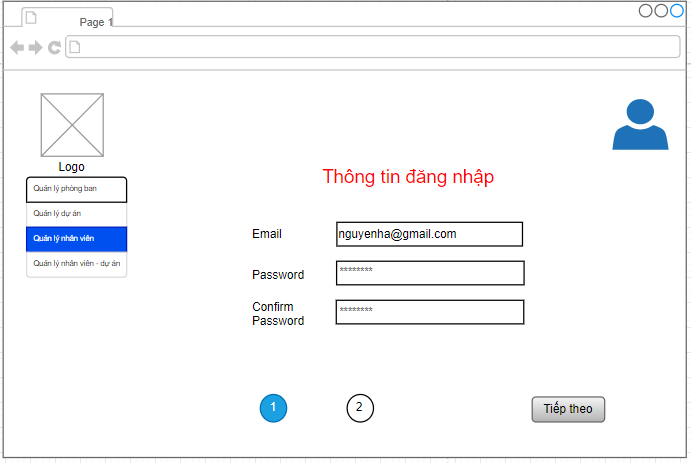 Page 1
Logo
Quản lý phòng ban
Quản lý dự án
Quản lý nhân viên
Quản lý nhân viên - dự án
Thông tin đăng nhập
Email
nguyenha@gmail.com
Password
********
Confirm
Password
********
1
2
Tiếp theo